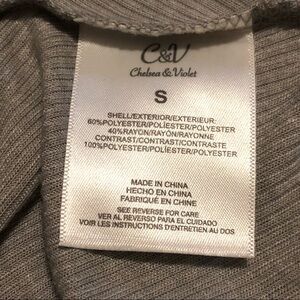 C&V
Chelsea & Violet
S
SHELL/EXTERIOR/EXTERIEUR:
60%POLYESTER/POLIESTER/POLYESTER
40%RAYON/RAYON/RAYONNE
CONTRAST/CONTRAST/CONTRASTE
100%POLYESTER/POLIESTER/POLYESTER
MADE IN CHINA
HECHO EN CHINA
FABRIQUÉ EN CHINE
SEE REVERSE FOR CARE
VER AL REVERSO PARA EL CUIDADO
VOIR LES INSTRUCTIONS D'ENTRETIEN AU DOS